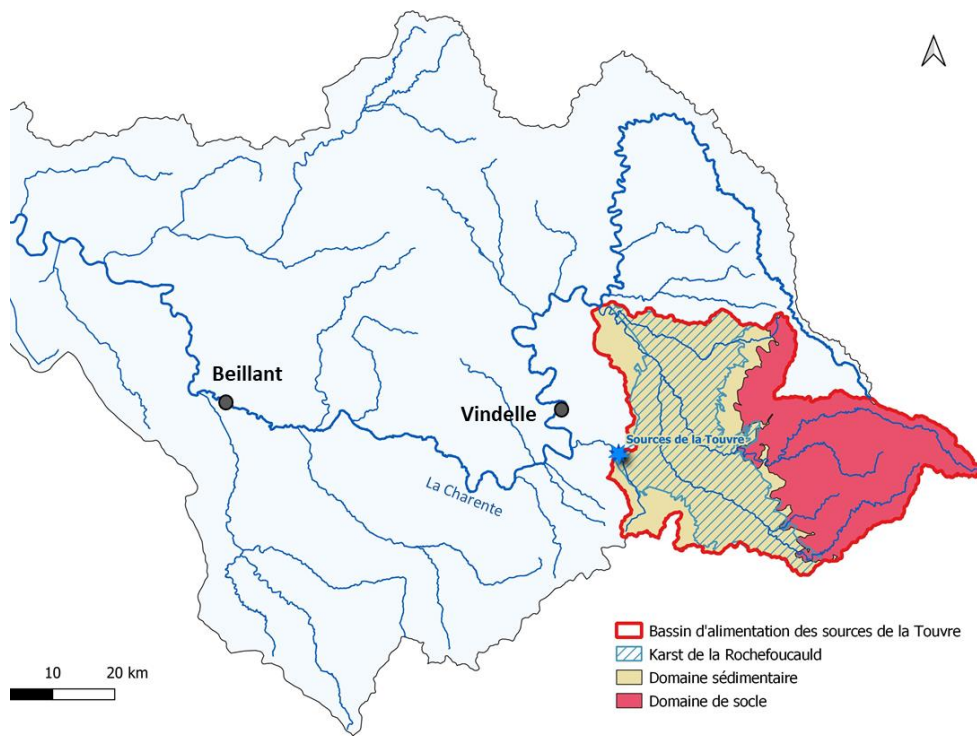 Beillant
Vindelle
Sources de la Touvre
La Charente
Bassin d'alimentation des sources de la Touvre
Karst de la Rochefoucauld
Domaine sédimentaire
Domaine de socle
10 20 km